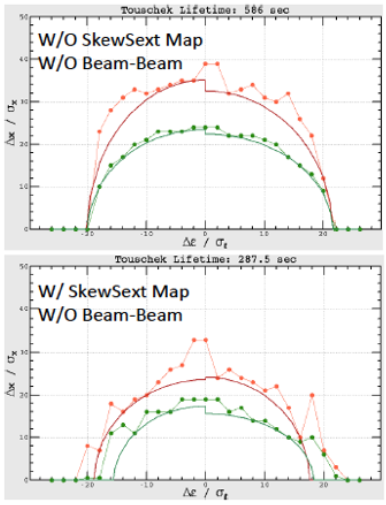 Touschek Lifetime: 586 sec
W/O SkewSext Map
W/O Beam-Beam
50
40
30
20
10
0
Δx / σx
-20 -10 0 10 20
Δε / σε
Touschek Lifetime: 287.5 sec
W/ SkewSext Map
W/O Beam-Beam
50
40
30
20
10
0
Δx / σx
-20 -10 0 10 20
Δε / σε